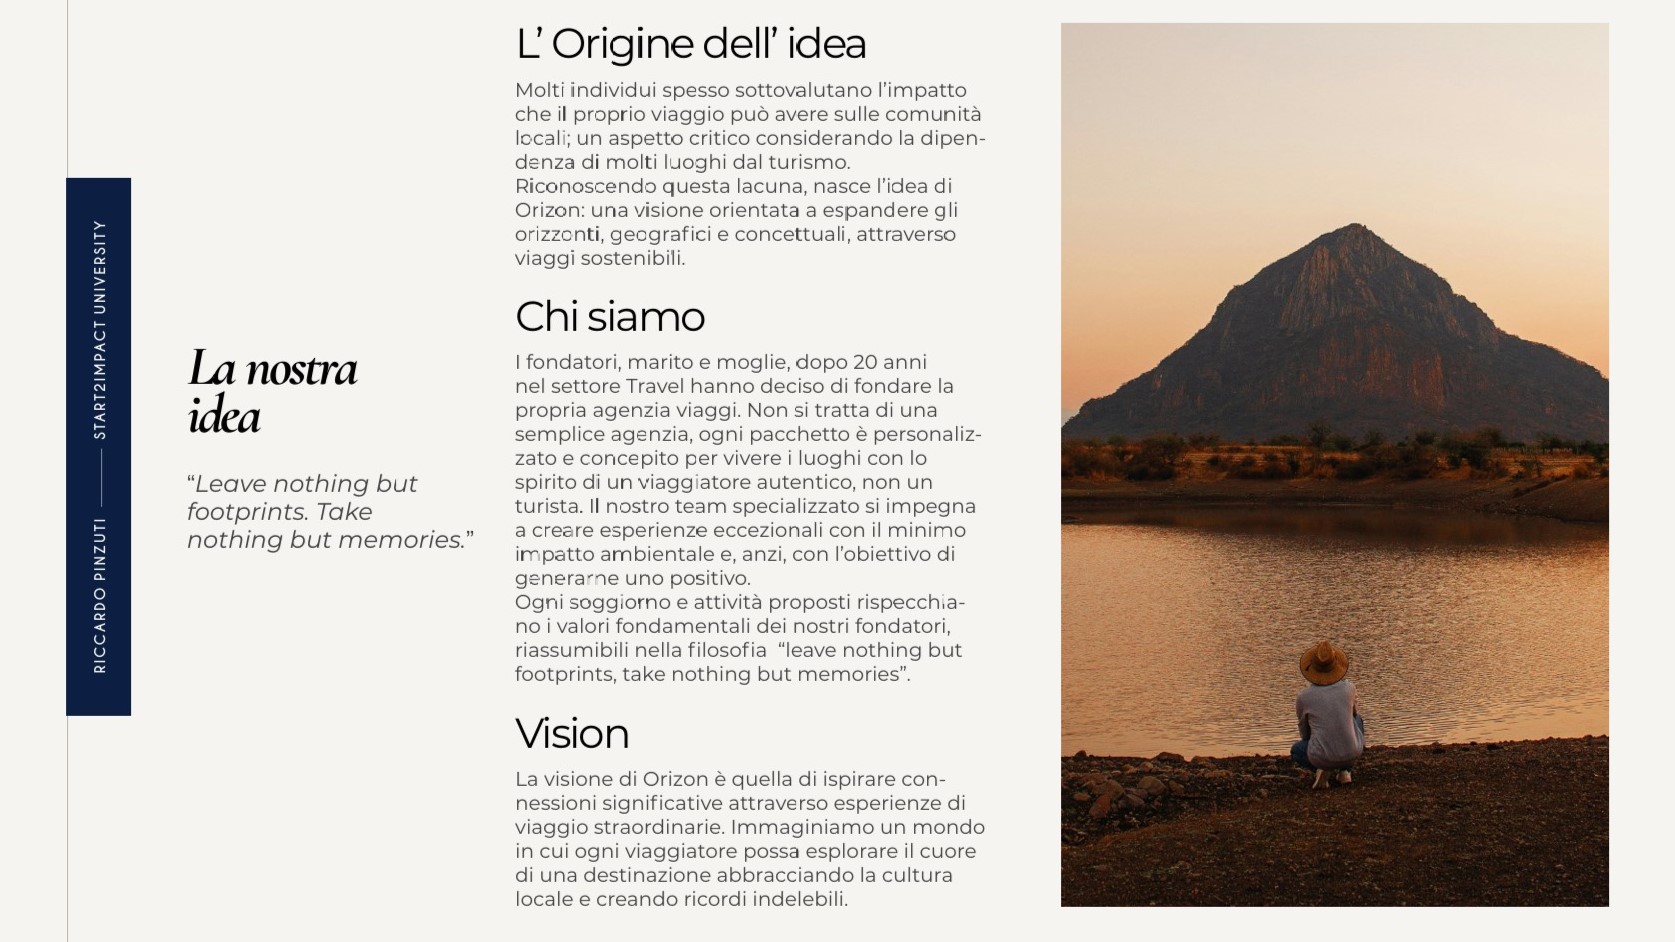 RICCARDO PINZUTI — START2IMPACT UNIVERSITY
La nostra
idea
“Leave nothing but
footprints. Take
nothing but memories.”
L’ Origine dell’ idea
Molti individui spesso sottovalutano l’impatto
che il proprio viaggio può avere sulle comunità
locali; un aspetto critico considerando la dipen-
denza di molti luoghi dal turismo.
Riconoscendo questa lacuna, nasce l’idea di
Orizon: una visione orientata a espandere gli
orizzonti, geografici e concettuali, attraverso
viaggi sostenibili.
Chi siamo
I fondatori, marito e moglie, dopo 20 anni
nel settore Travel hanno deciso di fondare la
propria agenzia viaggi. Non si tratta di una
semplice agenzia, ogni pacchetto è personaliz-
zato e concepito per vivere i luoghi con lo
spirito di un viaggiatore autentico, non un
turista. Il nostro team specializzato si impegna
a creare esperienze eccezionali con il minimo
impatto ambientale e, anzi, con l’obiettivo di
generarne uno positivo.
Ogni soggiorno e attività proposti rispecchia-
no i valori fondamentali dei nostri fondatori,
riassumibili nella filosofia “leave nothing but
footprints, take nothing but memories”.
Vision
La visione di Orizon è quella di ispirare con-
nessioni significative attraverso esperienze di
viaggio straordinarie. Immaginiamo un mondo
in cui ogni viaggiatore possa esplorare il cuore
di una destinazione abbracciando la cultura
locale e creando ricordi indelebili.